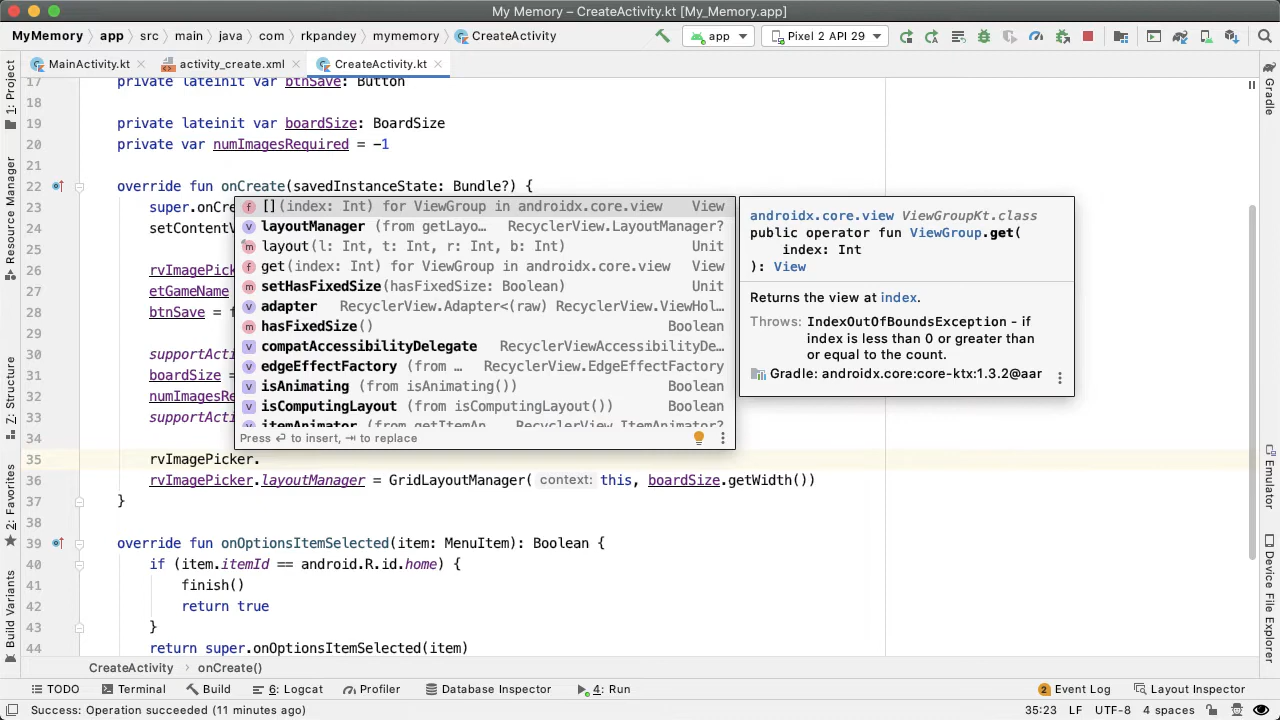 My Memory – CreateActivity.kt [My_Memory.app]
MyMemory app src main java com rkpandey mymemory CreateActivity app Pixel 2 API 29
MainActivity.kt activity_create.xml CreateActivity.kt
17 private lateinit var btnSave: Button
18
19 private lateinit var boardSize: BoardSize
20 private var numImagesRequired = -1
21
22 override fun onCreate(savedInstanceState: Bundle?) {
23 super.onCre
24 setContentV
25
26 rvImagePick
27 etGameName
28 btnSave = f
29
30 supportActi
31 boardSize =
32 numImagesRe
33 supportActi
34
35 rvImagePicker.
36 rvImagePicker.layoutManager = GridLayoutManager( context: this, boardSize.getWidth())
37 }
38
39 override fun onOptionsItemSelected(item: MenuItem): Boolean {
40 if (item.itemId == android.R.id.home) {
41 finish()
42 return true
43 }
44 return super.onOptionsItemSelected(item)
f [](index: Int) for ViewGroup in androidx.core.view View
v layoutManager (from getLayo… RecyclerView.LayoutManager?
m layout(l: Int, t: Int, r: Int, b: Int) Unit
f get(index: Int) for ViewGroup in androidx.core.view View
m setHasFixedSize(hasFixedSize: Boolean) Unit
v adapter RecyclerView.Adapter<(raw) RecyclerView.ViewHol…
m hasFixedSize() Boolean
v compatAccessibilityDelegate RecyclerViewAccessibilityDe…
v edgeEffectFactory (from … RecyclerView.EdgeEffectFactory
v isAnimating (from isAnimating()) Boolean
v isComputingLayout (from isComputingLayout()) Boolean
v itemAnimator (from getItemAn… RecyclerView.ItemAnimator?
Press ⏎ to insert, ⇥ to replace
androidx.core.view ViewGroupKt.class
public operator fun ViewGroup.get(
index: Int
): View
Returns the view at index.
Throws: IndexOutOfBoundsException - if
index is less than 0 or greater than
or equal to the count.
Gradle: androidx.core:core-ktx:1.3.2@aar
1: Project
Resource Manager
Z: Structure
2: Favorites
Build Variants
Gradle
Emulator
Device File Explorer
CreateActivity onCreate()
TODO Terminal Build 6: Logcat Profiler Database Inspector 4: Run 2 Event Log Layout Inspector
Success: Operation succeeded (11 minutes ago) 35:23 LF UTF-8 4 spaces